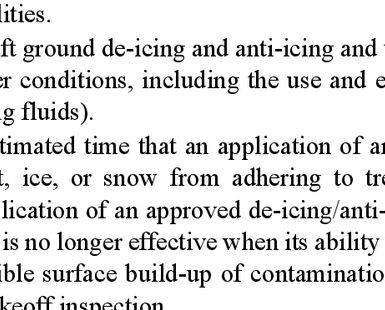 lities.
ft ground de-icing and anti-icing and
er conditions, including the use and e
g fluids).
timated time that an application of an
t, ice, or snow from adhering to tre
lication of an approved de-icing/anti-
is no longer effective when its ability
ible surface build-up of contaminatio
keoff inspection.